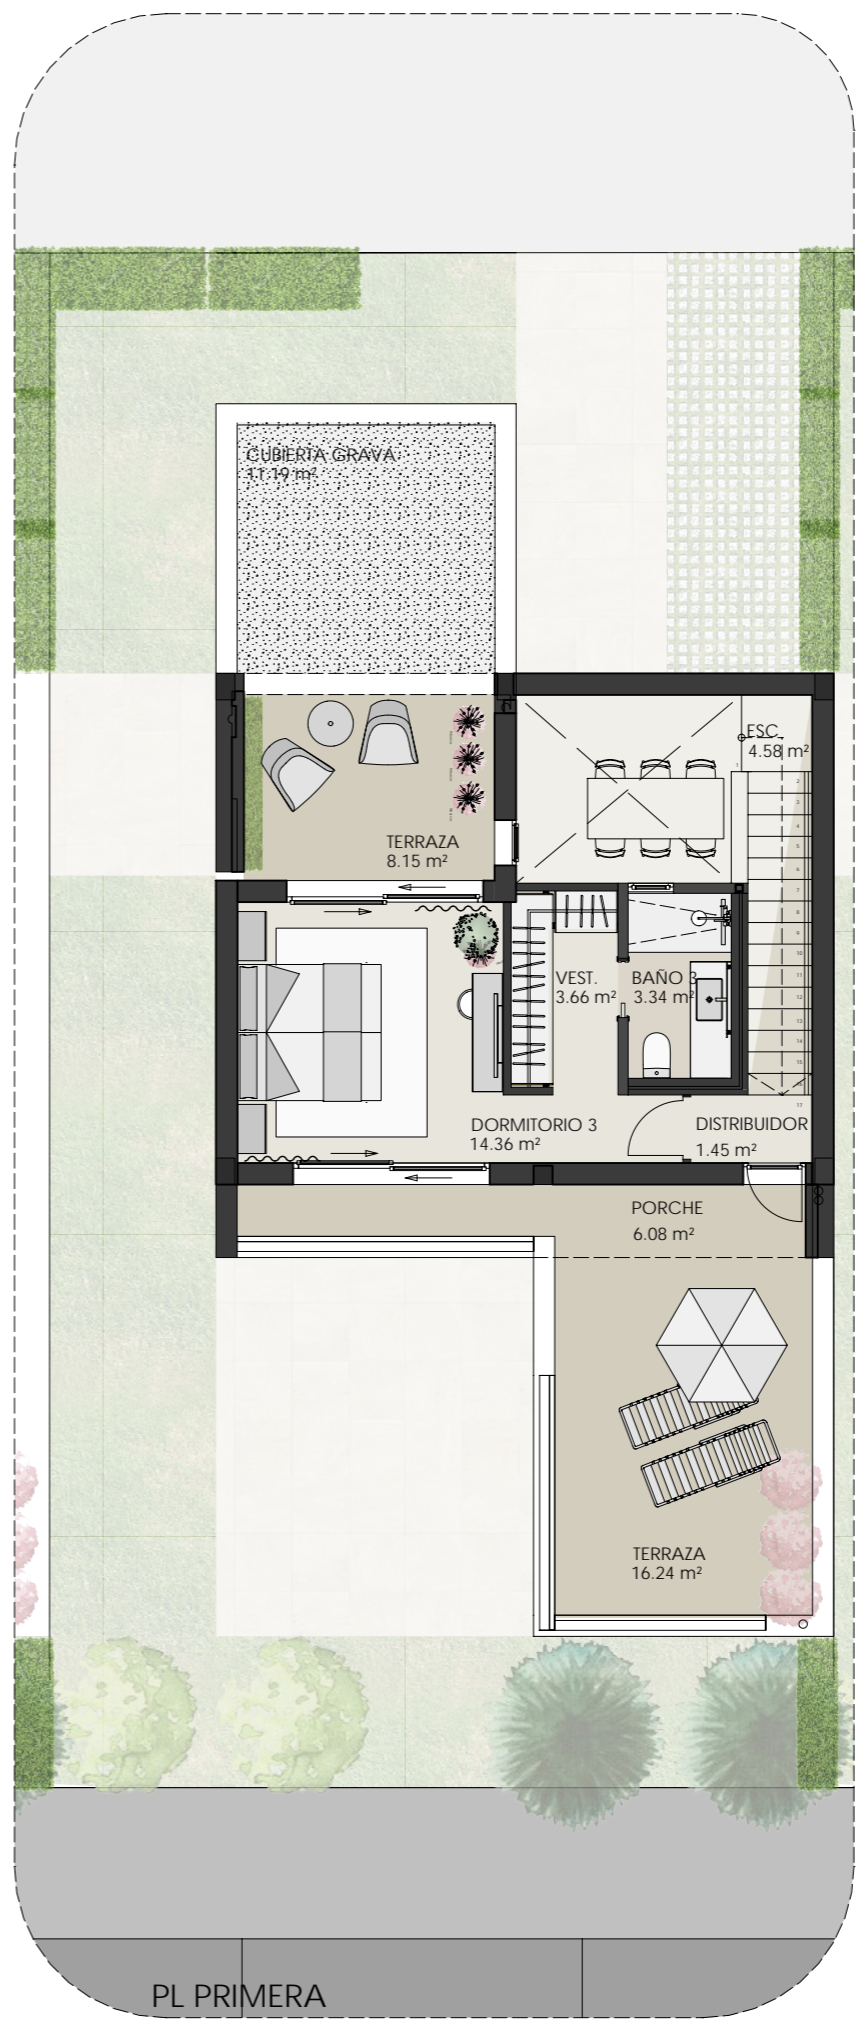 CUBIERTA GRAVA
11.19 m²
ESC.
4.58 m²
TERRAZA
8.15 m²
VEST.
3.66 m²
BAÑO 3
3.34 m²
DORMITORIO 3
14.36 m²
DISTRIBUIDOR
1.45 m²
PORCHE
6.08 m²
TERRAZA
16.24 m²
PL PRIMERA